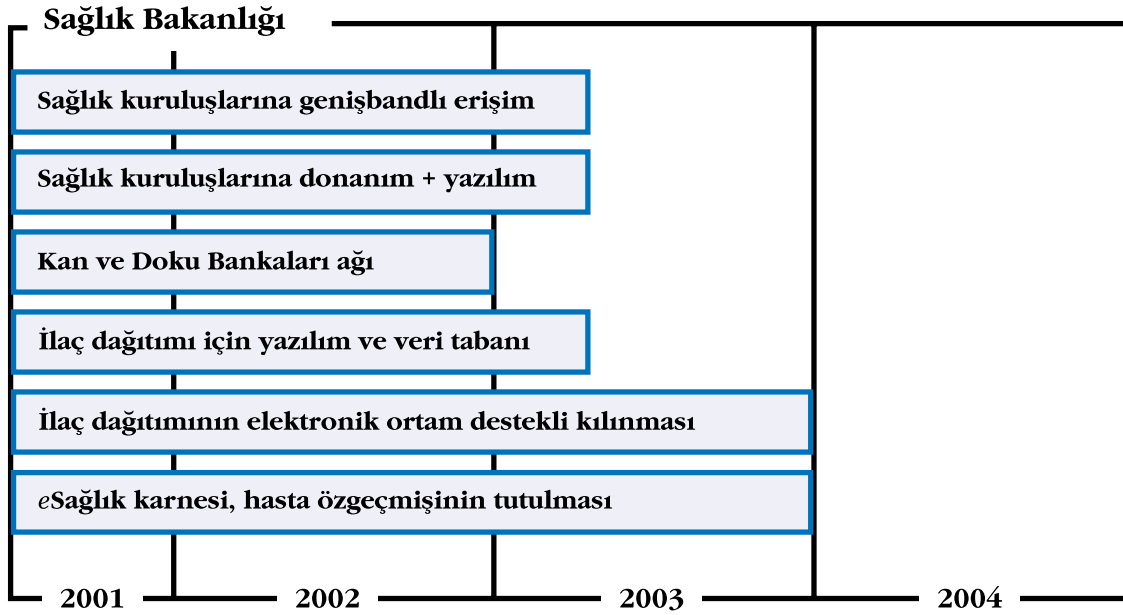 Sağlık Bakanlığı
Sağlık kuruluşlarına genişbandlı erişim
Sağlık kuruluşlarına donanım + yazılım
Kan ve Doku Bankaları ağı
İlaç dağıtımı için yazılım ve veri tabanı
İlaç dağıtımının elektronik ortam destekli kılınması
eSağlık karnesi, hasta özgeçmişinin tutulması
2001 2002 2003 2004